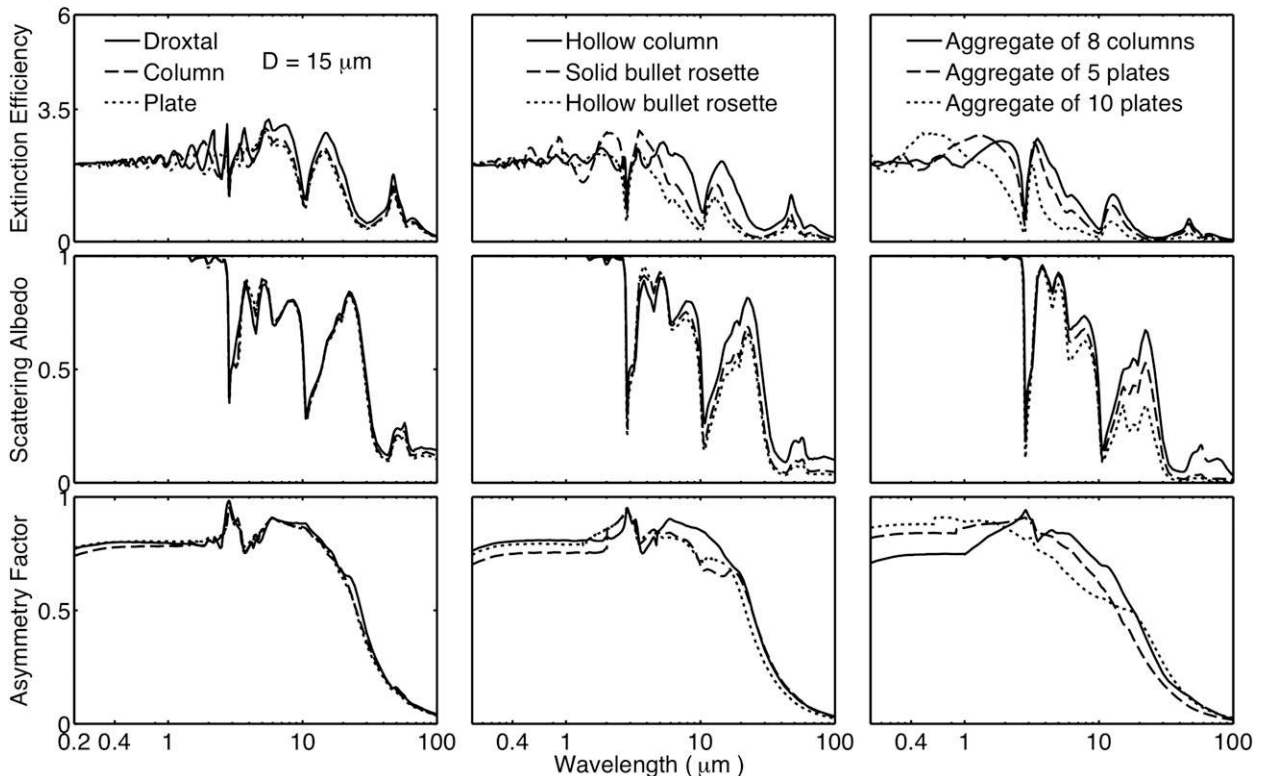 6
3.5
0
Extinction Efficiency
Droxtal
Column
Plate
D = 15 μm
Hollow column
Solid bullet rosette
Hollow bullet rosette
Aggregate of 8 columns
Aggregate of 5 plates
Aggregate of 10 plates
1
0.5
0
Scattering Albedo
1
0.5
0
Asymmetry Factor
0.2 0.4 1 10 100
0.4 1 10 100
0.4 1 10 100
Wavelength ( μm )